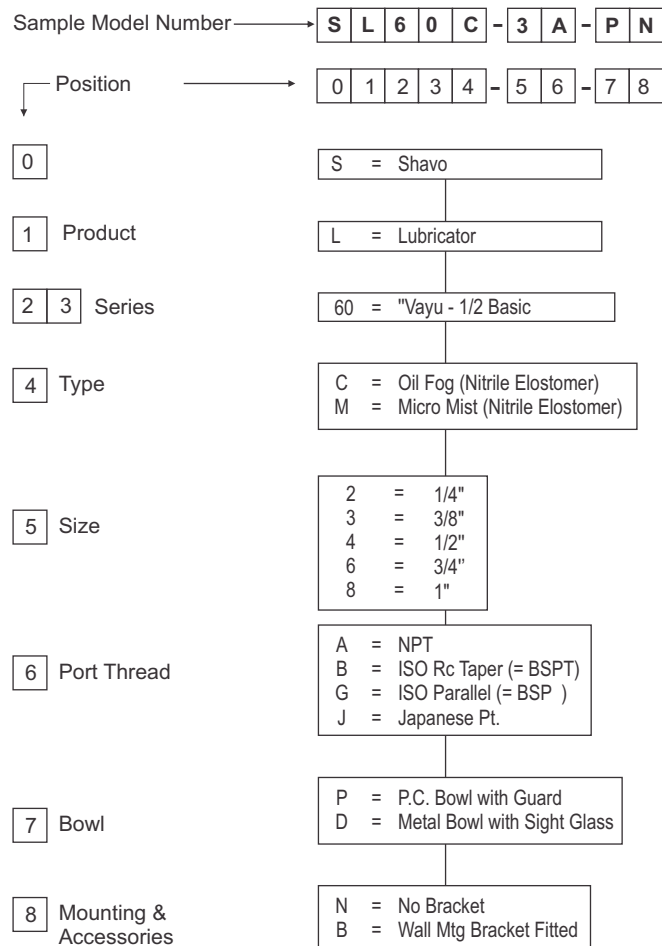 Sample Model Number S L 6 0 C - 3 A - P N
Position 0 1 2 3 4 - 5 6 - 7 8
0 S = Shavo
1 Product L = Lubricator
2 3 Series 60 = "Vayu - 1/2 Basic
4 Type
C = Oil Fog (Nitrile Elostomer)
M = Micro Mist (Nitrile Elostomer)
5 Size
2 = 1/4"
3 = 3/8"
4 = 1/2"
6 = 3/4"
8 = 1"
6 Port Thread
A = NPT
B = ISO Rc Taper (= BSPT)
G = ISO Parallel (= BSP )
J = Japanese Pt.
7 Bowl
P = P.C. Bowl with Guard
D = Metal Bowl with Sight Glass
8 Mounting &
Accessories
N = No Bracket
B = Wall Mtg Bracket Fitted